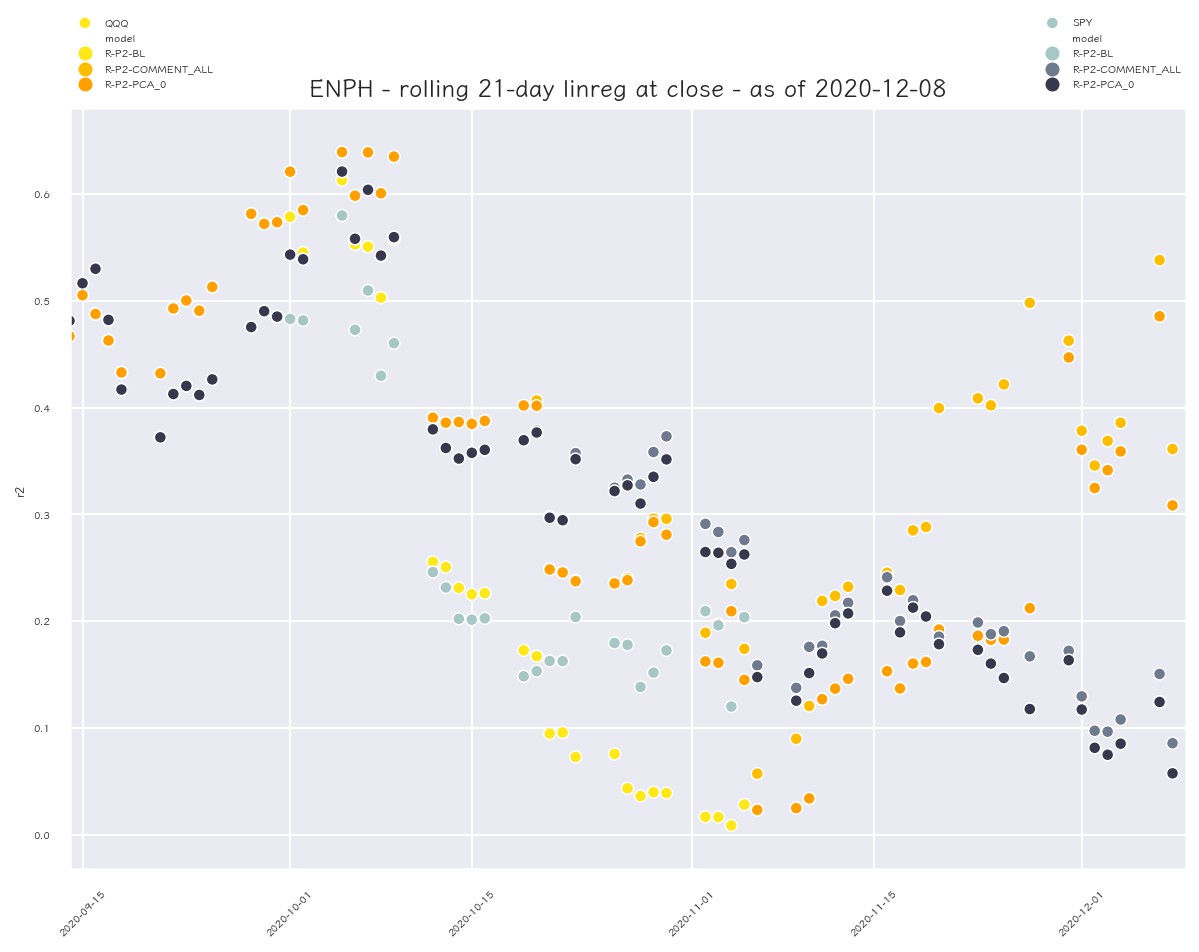 QQQ
model
R-P2-BL
R-P2-COMMENT_ALL
R-P2-PCA_0
SPY
model
R-P2-BL
R-P2-COMMENT_ALL
R-P2-PCA_0
ENPH - rolling 21-day linreg at close - as of 2020-12-08
r2
0.6
0.5
0.4
0.3
0.2
0.1
0.0
2020-09-15
2020-10-01
2020-10-15
2020-11-01
2020-11-15
2020-12-01